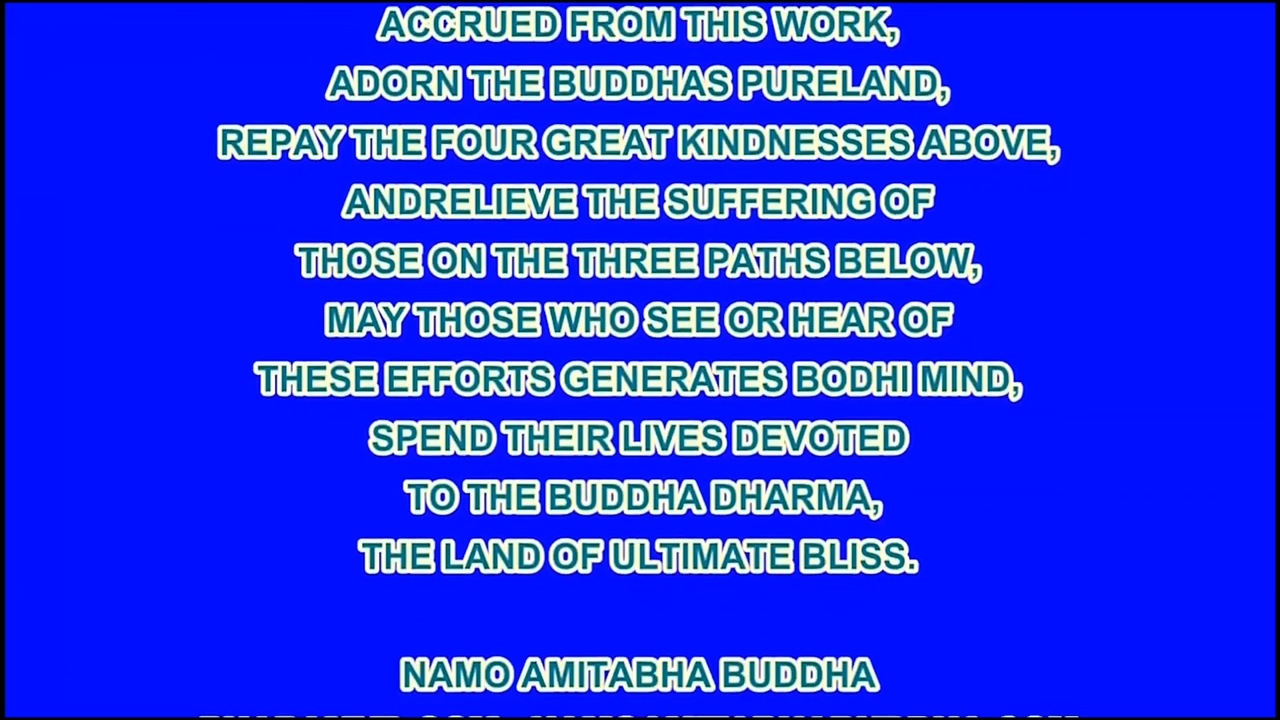 ACCRUED FROM THIS WORK,
ADORN THE BUDDHAS PURELAND,
REPAY THE FOUR GREAT KINDNESSES ABOVE,
ANDRELIEVE THE SUFFERING OF
THOSE ON THE THREE PATHS BELOW,
MAY THOSE WHO SEE OR HEAR OF
THESE EFFORTS GENERATES BODHI MIND,
SPEND THEIR LIVES DEVOTED
TO THE BUDDHA DHARMA,
THE LAND OF ULTIMATE BLISS.
NAMO AMITABHA BUDDHA